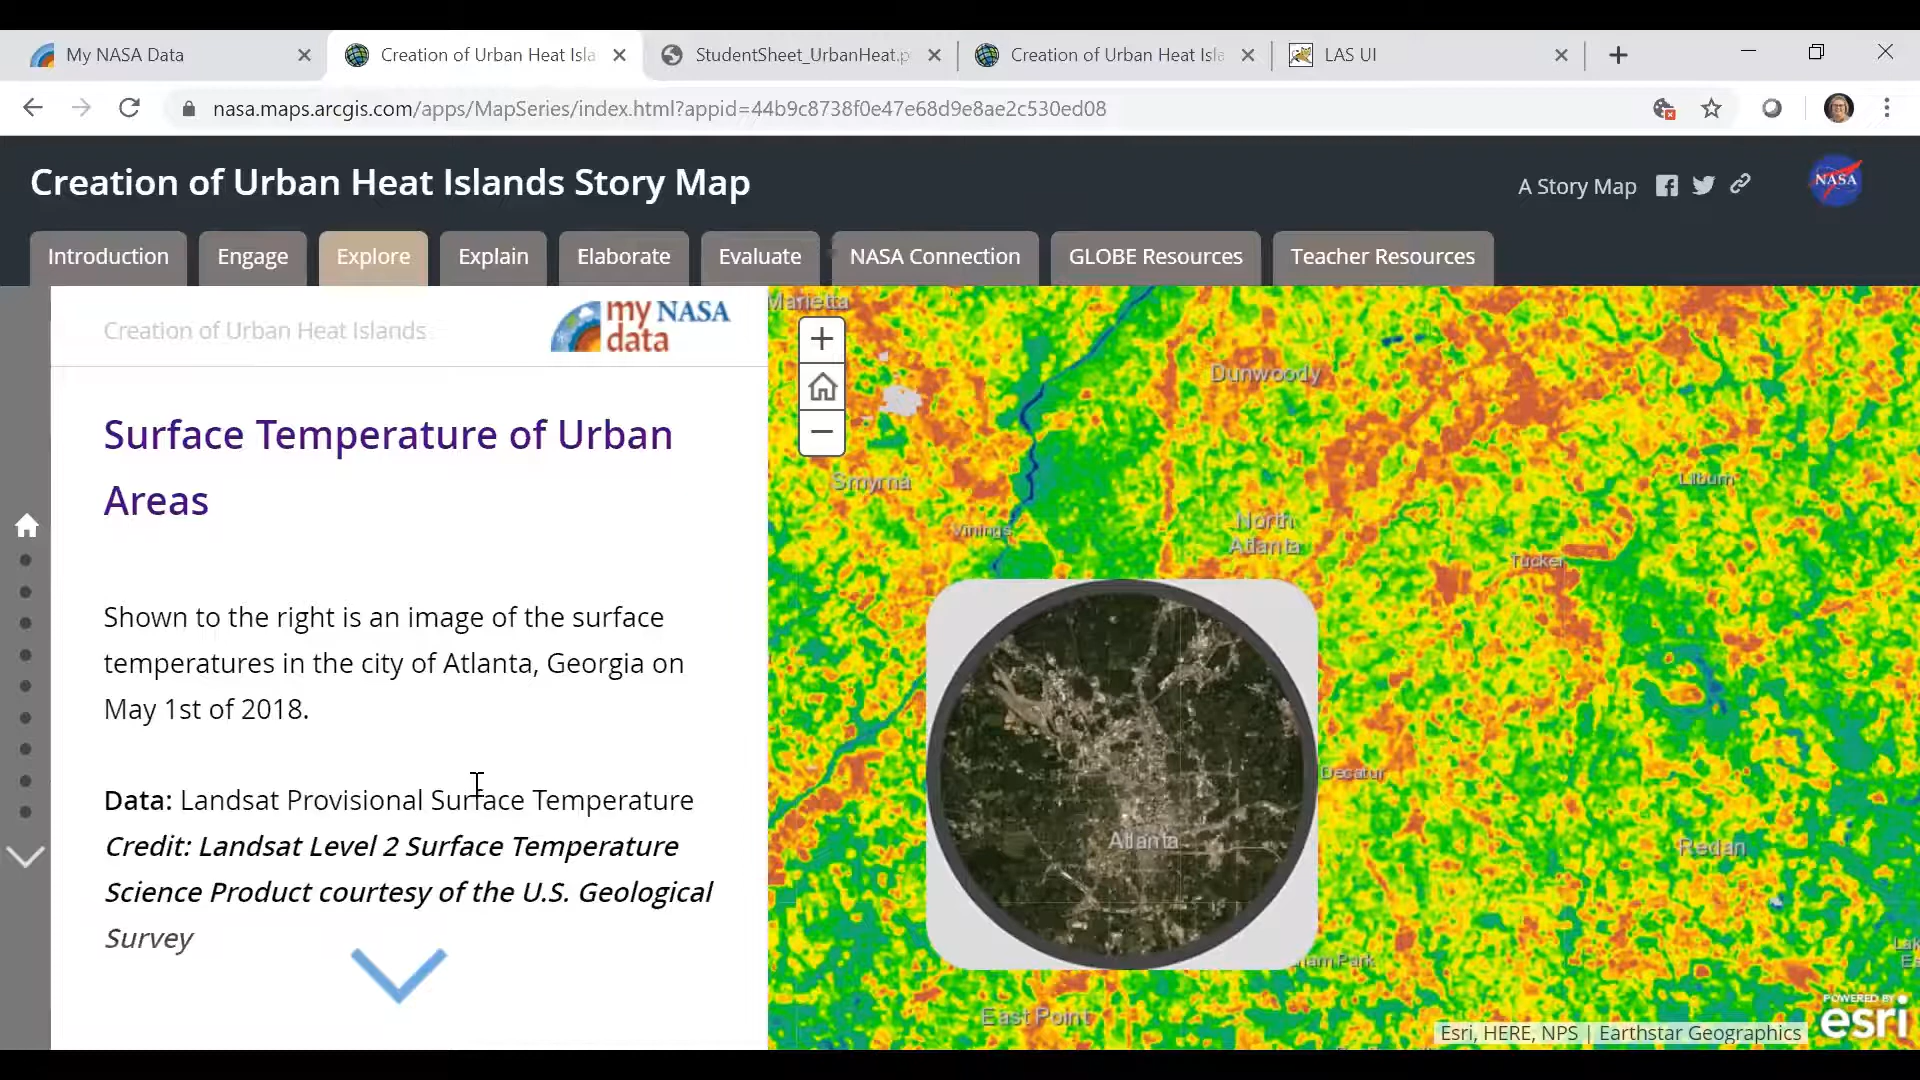 My NASA Data
Creation of Urban Heat Isla
StudentSheet_UrbanHeat.p
Creation of Urban Heat Isla
LAS UI
nasa.maps.arcgis.com/apps/MapSeries/index.html?appid=44b9c8738f0e47e68d9e8ae2c530ed08
Creation of Urban Heat Islands Story Map
A Story Map
NASA
Introduction
Engage
Explore
Explain
Elaborate
Evaluate
NASA Connection
GLOBE Resources
Teacher Resources
Creation of Urban Heat Islands
my NASA
data
Surface Temperature of Urban
Areas
Shown to the right is an image of the surface
temperatures in the city of Atlanta, Georgia on
May 1st of 2018.
Data: Landsat Provisional Surface Temperature
Credit: Landsat Level 2 Surface Temperature
Science Product courtesy of the U.S. Geological
Survey
Marietta
Dunwoody
Smyrna
Lilburn
Vinings
North
Atlanta
Tucker
Decatur
Atlanta
Redan
East Point
POWERED BY
esri
Esri, HERE, NPS | Earthstar Geographics